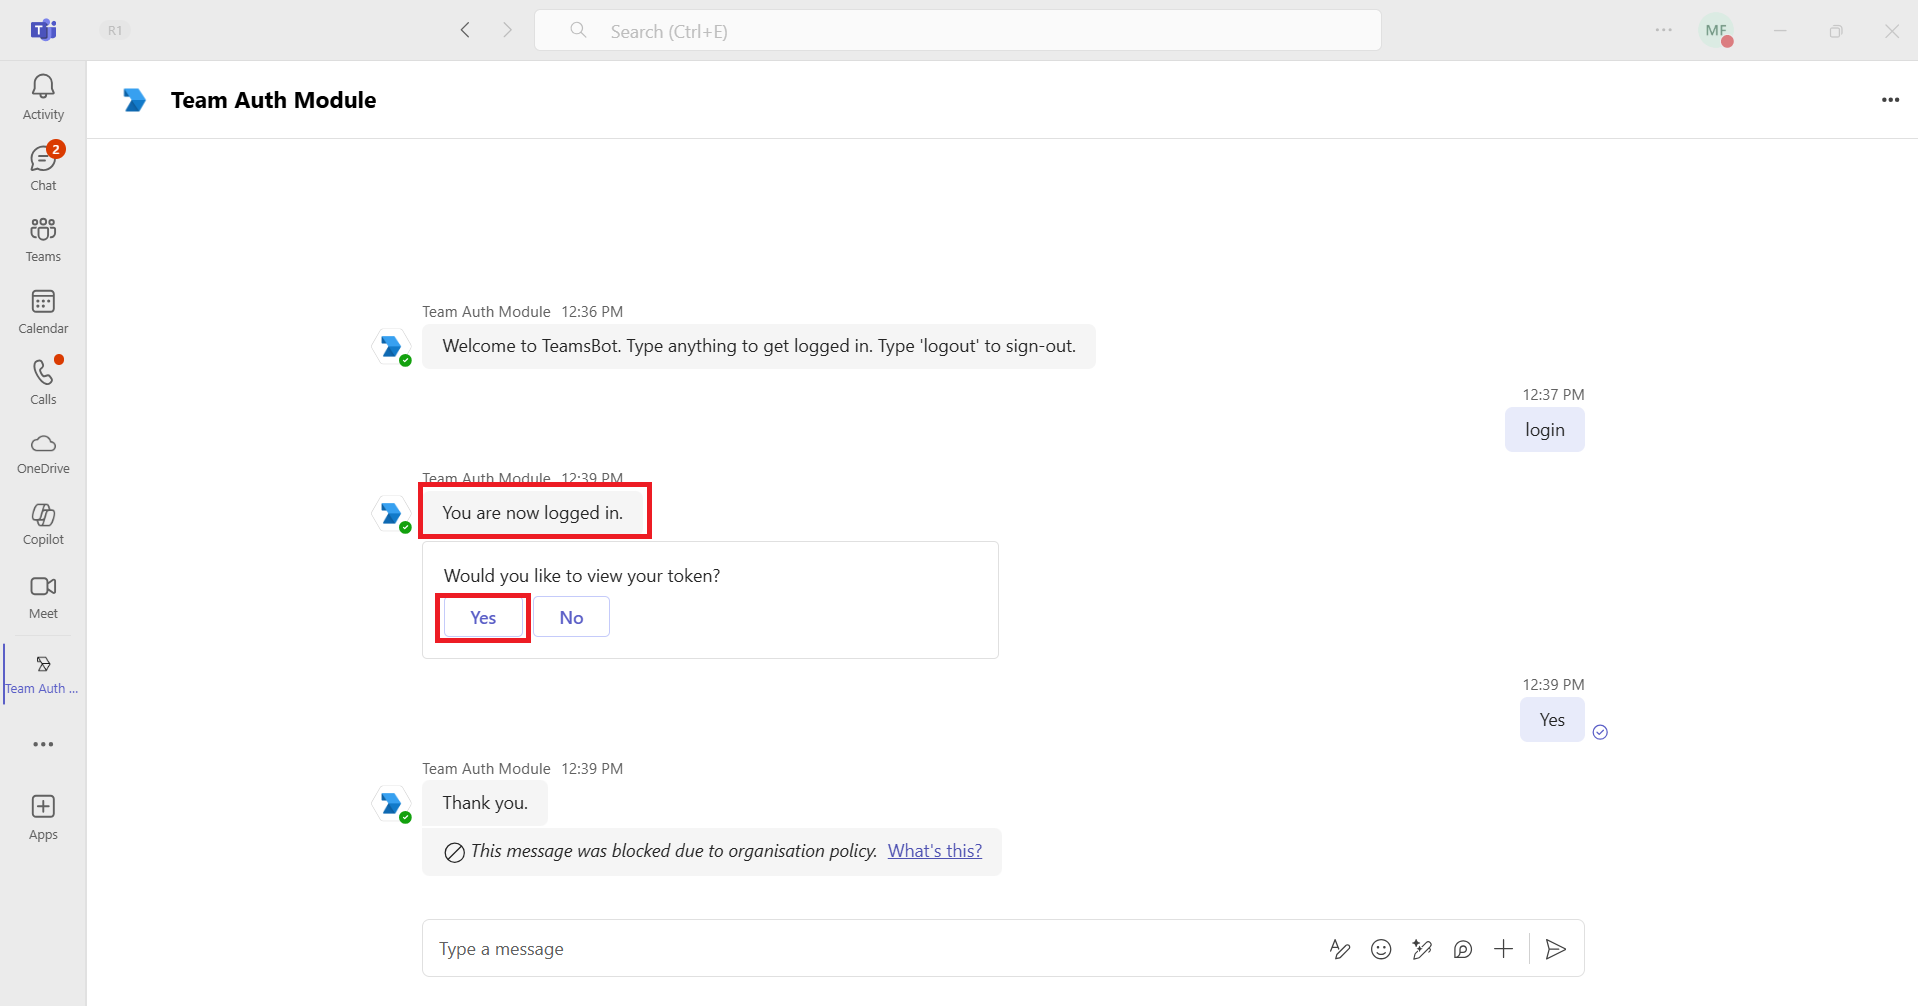 R1
Search (Ctrl+E)
MF
Activity
2
Chat
Teams
Calendar
Calls
OneDrive
Copilot
Meet
Team Auth ...
Apps
Team Auth Module
Team Auth Module 12:36 PM
Welcome to TeamsBot. Type anything to get logged in. Type 'logout' to sign-out.
12:37 PM
login
Team Auth Module 12:39 PM
You are now logged in.
Would you like to view your token?
Yes No
12:39 PM
Yes
Team Auth Module 12:39 PM
Thank you.
This message was blocked due to organisation policy. What's this?
Type a message